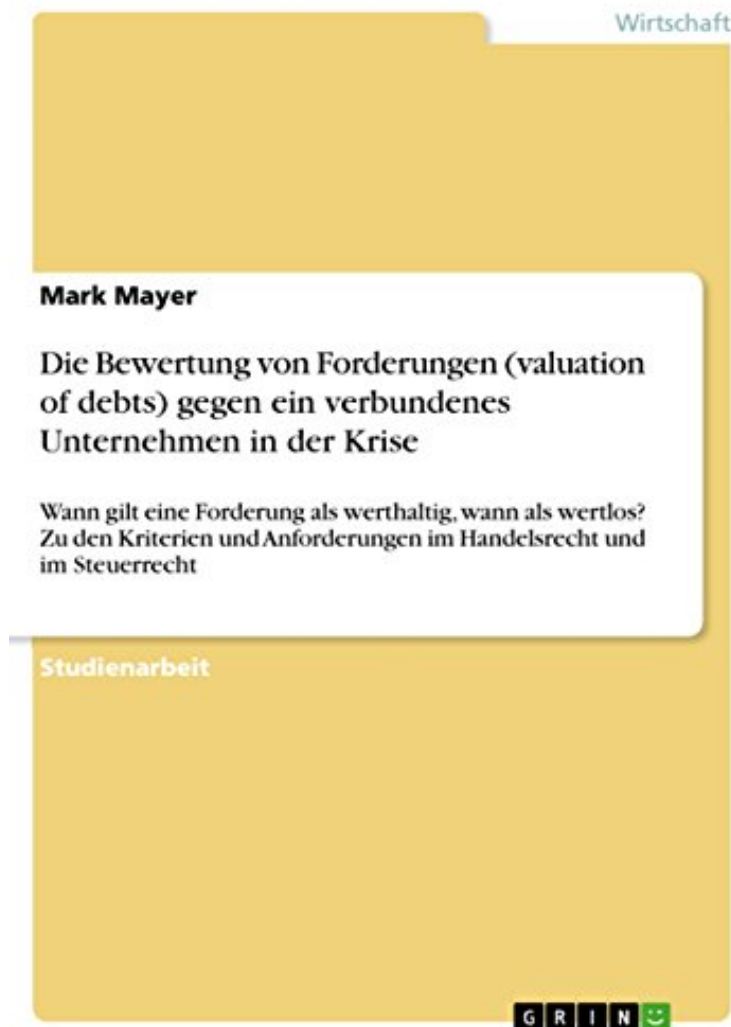 Wirtschaft
Mark Mayer
Die Bewertung von Forderungen (valuation
of debts) gegen ein verbundenes
Unternehmen in der Krise
Wann gilt eine Forderung als werthaltig, wann als wertlos?
Zu den Kriterien und Anforderungen im Handelsrecht und
im Steuerrecht
Studienarbeit
GRIN